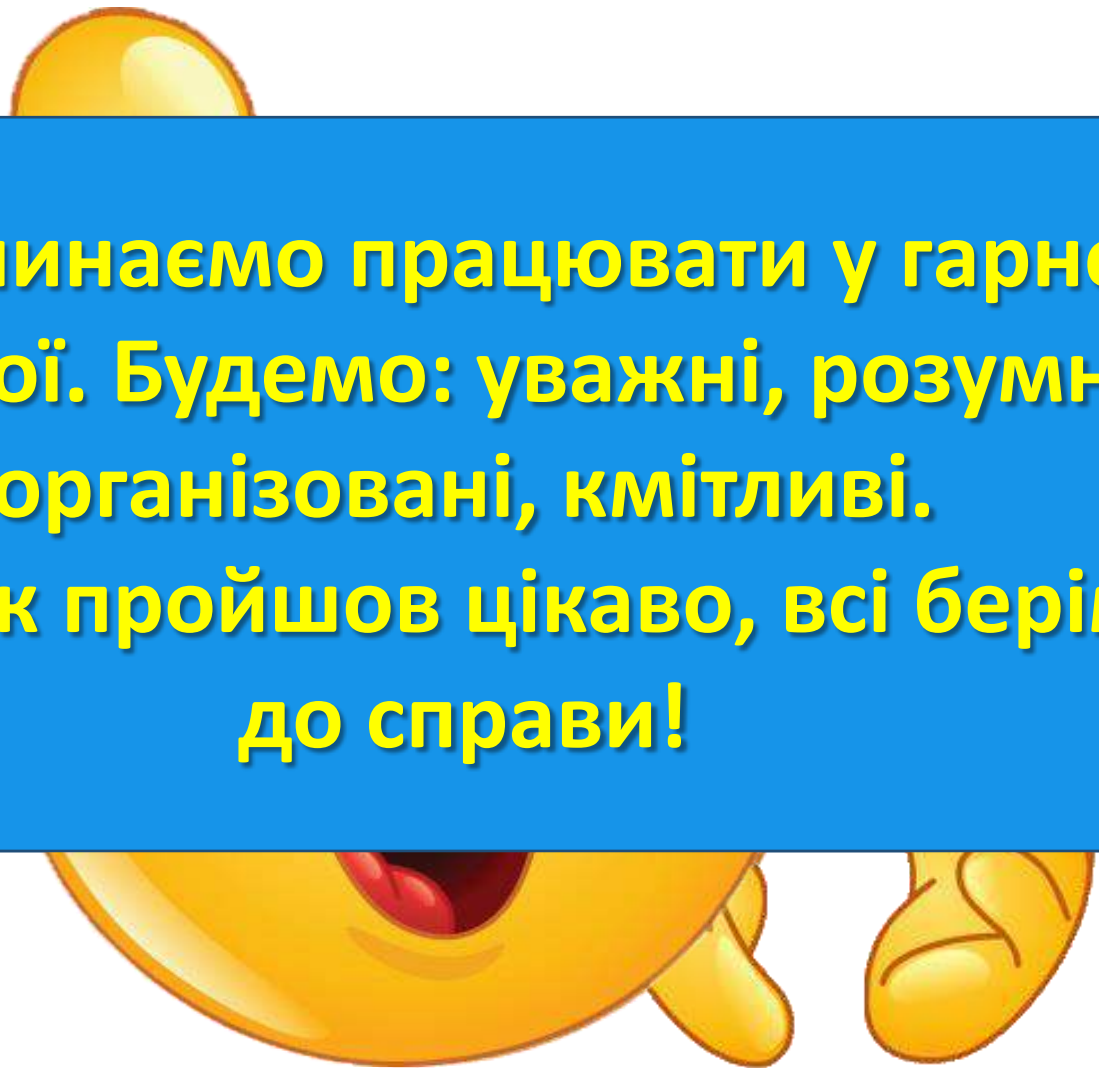 инаємо працювати у гарн
ої. Будемо: уважні, розумн
організовані, кмітливі.
к пройшов цікаво, всі бері
до справи!